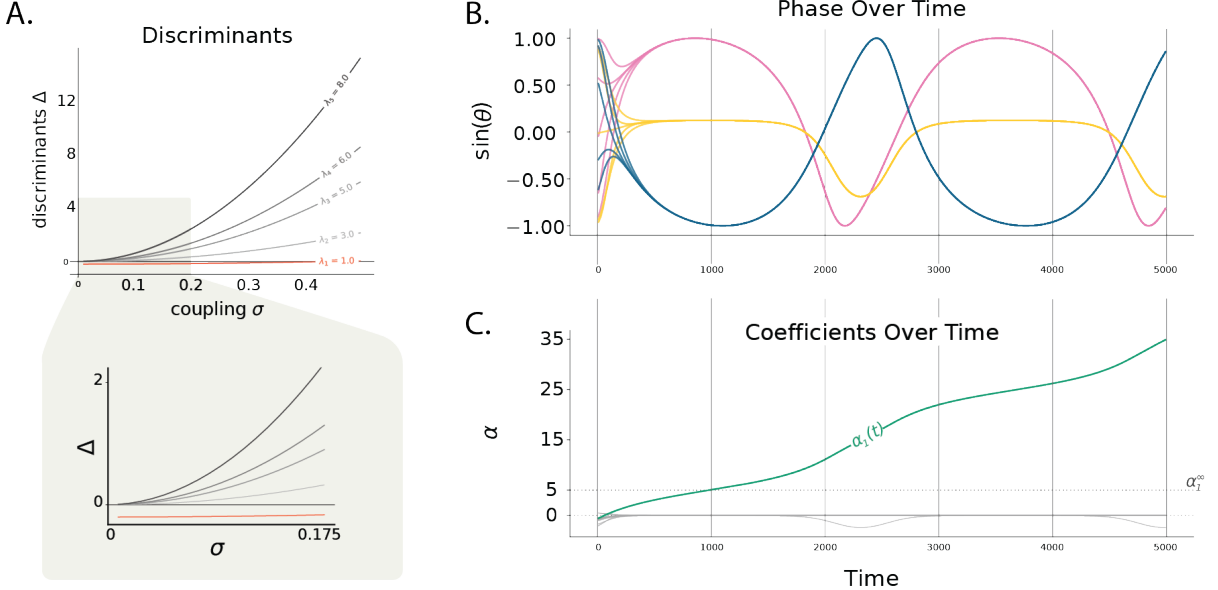 A.
Discriminants
discriminants Δ
12
8
4
0
λ₅ = 8.0
λ₄ = 6.0
λ₃ = 5.0
λ₂ = 3.0
λ₁ = 1.0
0 0.1 0.2 0.3 0.4
coupling σ
Δ
2
0
0 0.175
σ
B.
Phase Over Time
sin(θ)
1.00
0.50
0.00
−0.50
−1.00
0 1000 2000 3000 4000 5000
C.
Coefficients Over Time
α
35
25
15
5
0
α₁(t)
α₁^∞
0 1000 2000 3000 4000 5000
Time